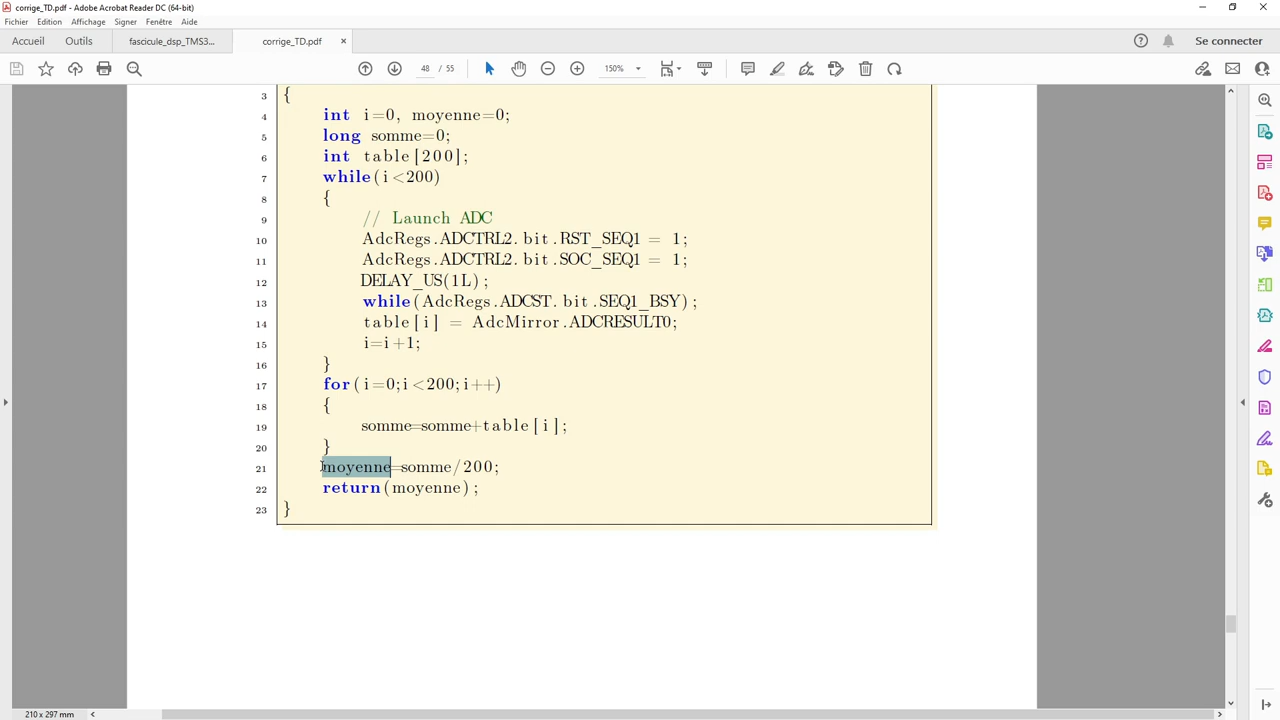 corrige_TD.pdf - Adobe Acrobat Reader DC (64-bit)
Fichier Edition Affichage Signer Fenêtre Aide
Accueil Outils fascicule_dsp_TMS3... corrige_TD.pdf × Se connecter
48 / 55 150%
3 {
4 int i=0, moyenne=0;
5 long somme=0;
6 int table[200];
7 while(i<200)
8 {
9 // Launch ADC
10 AdcRegs.ADCTRL2.bit.RST_SEQ1 = 1;
11 AdcRegs.ADCTRL2.bit.SOC_SEQ1 = 1;
12 DELAY_US(1L);
13 while(AdcRegs.ADCST.bit.SEQ1_BSY);
14 table[i] = AdcMirror.ADCRESULT0;
15 i=i+1;
16 }
17 for(i=0;i<200;i++)
18 {
19 somme=somme+table[i];
20 }
21 moyenne=somme/200;
22 return(moyenne);
23 }
210 x 297 mm